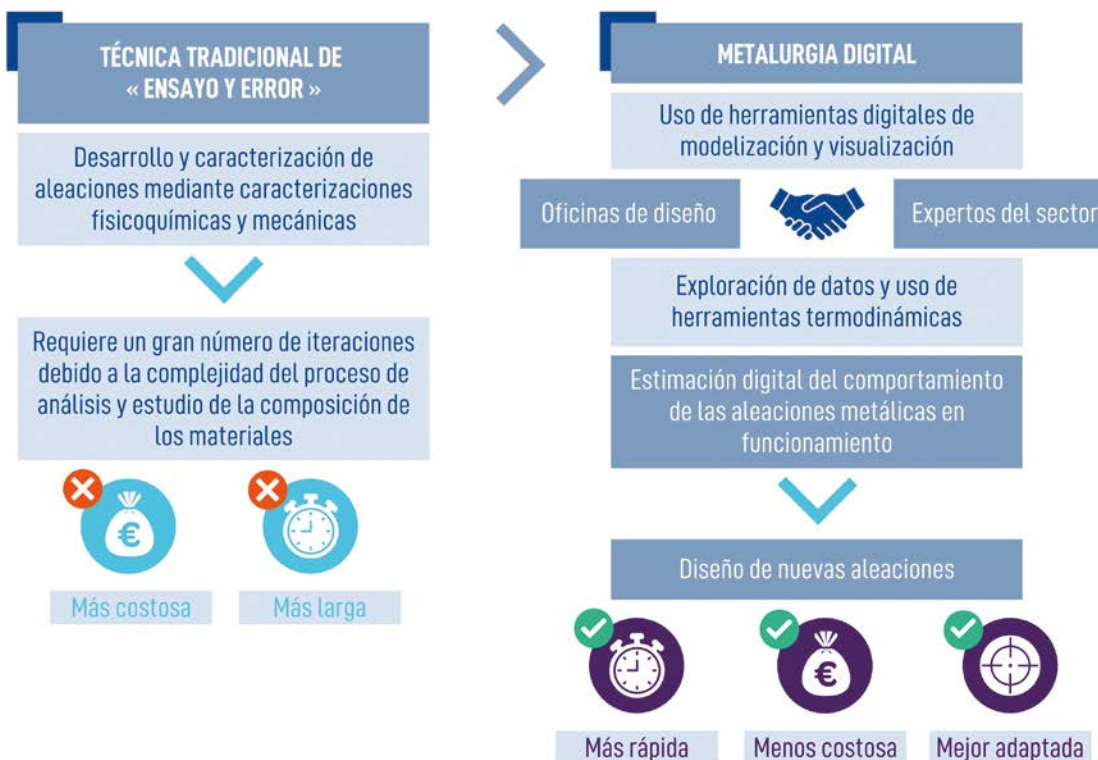 TÉCNICA TRADICIONAL DE
« ENSAYO Y ERROR »
Desarrollo y caracterización de
aleaciones mediante caracterizaciones
fisicoquímicas y mecánicas
Requiere un gran número de iteraciones
debido a la complejidad del proceso de
análisis y estudio de la composición de
los materiales
€
Más costosa
Más larga
METALURGIA DIGITAL
Uso de herramientas digitales de
modelización y visualización
Oficinas de diseño
Expertos del sector
Exploración de datos y uso de
herramientas termodinámicas
Estimación digital del comportamiento
de las aleaciones metálicas en
funcionamiento
Diseño de nuevas aleaciones
€
Más rápida
Menos costosa
Mejor adaptada